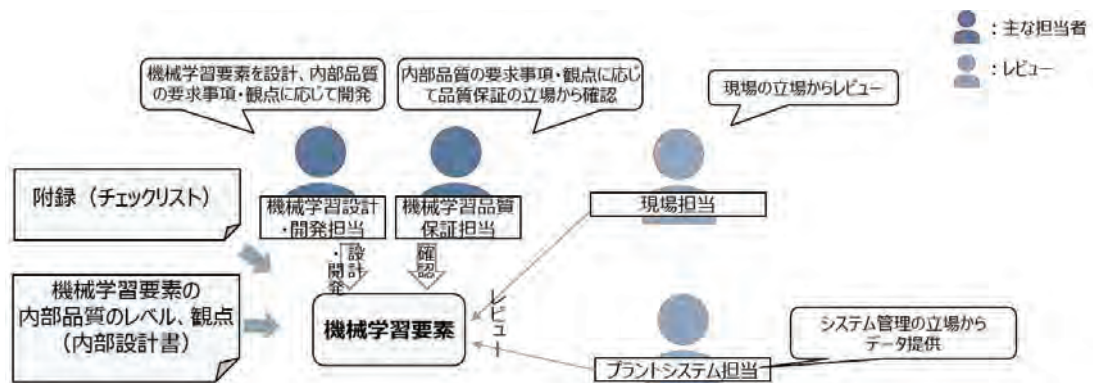 ：主な担当者
：レビュー
機械学習要素を設計、内部品質
の要求事項・観点に応じて開発
内部品質の要求事項・観点に応じ
て品質保証の立場から確認
現場の立場からレビュー
附録（チェックリスト）
機械学習設計
・開発担当
機械学習品質
保証担当
現場担当
設計
・開発
確認
機械学習要素の
内部品質のレベル、観点
（内部設計書）
機械学習要素
レビュー
システム管理の立場から
データ提供
プラントシステム担当